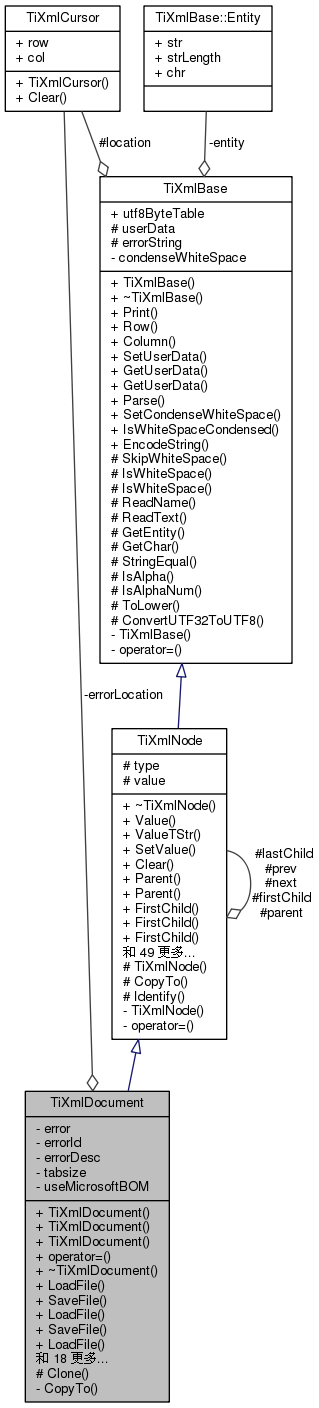 TiXmlCursor
+ row
+ col
+ TiXmlCursor()
+ Clear()
TiXmlBase::Entity
+ str
+ strLength
+ chr
#location
-entity
TiXmlBase
+ utf8ByteTable
# userData
# errorString
- condenseWhiteSpace
+ TiXmlBase()
+ ~TiXmlBase()
+ Print()
+ Row()
+ Column()
+ SetUserData()
+ GetUserData()
+ GetUserData()
+ Parse()
+ SetCondenseWhiteSpace()
+ IsWhiteSpaceCondensed()
+ EncodeString()
# SkipWhiteSpace()
# IsWhiteSpace()
# IsWhiteSpace()
# ReadName()
# ReadText()
# GetEntity()
# GetChar()
# StringEqual()
# IsAlpha()
# IsAlphaNum()
# ToLower()
# ConvertUTF32ToUTF8()
- TiXmlBase()
- operator=()
-errorLocation
TiXmlNode
# type
# value
+ ~TiXmlNode()
+ Value()
+ ValueTStr()
+ SetValue()
+ Clear()
+ Parent()
+ Parent()
+ FirstChild()
+ FirstChild()
+ FirstChild()
和 49 更多...
# TiXmlNode()
# CopyTo()
# Identify()
- TiXmlNode()
- operator=()
#lastChild
#prev
#next
#firstChild
#parent
TiXmlDocument
- error
- errorId
- errorDesc
- tabsize
- useMicrosoftBOM
+ TiXmlDocument()
+ TiXmlDocument()
+ TiXmlDocument()
+ operator=()
+ ~TiXmlDocument()
+ LoadFile()
+ SaveFile()
+ LoadFile()
+ SaveFile()
+ LoadFile()
和 18 更多...
# Clone()
- CopyTo()